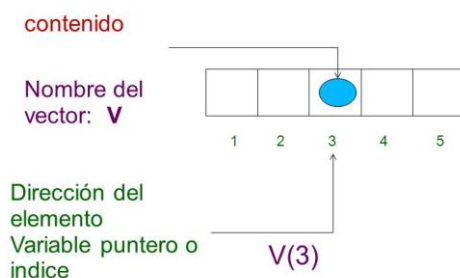 contenido
Nombre del
vector: V
1 2 3 4 5
Dirección del
elemento
Variable puntero o
indice
V(3)